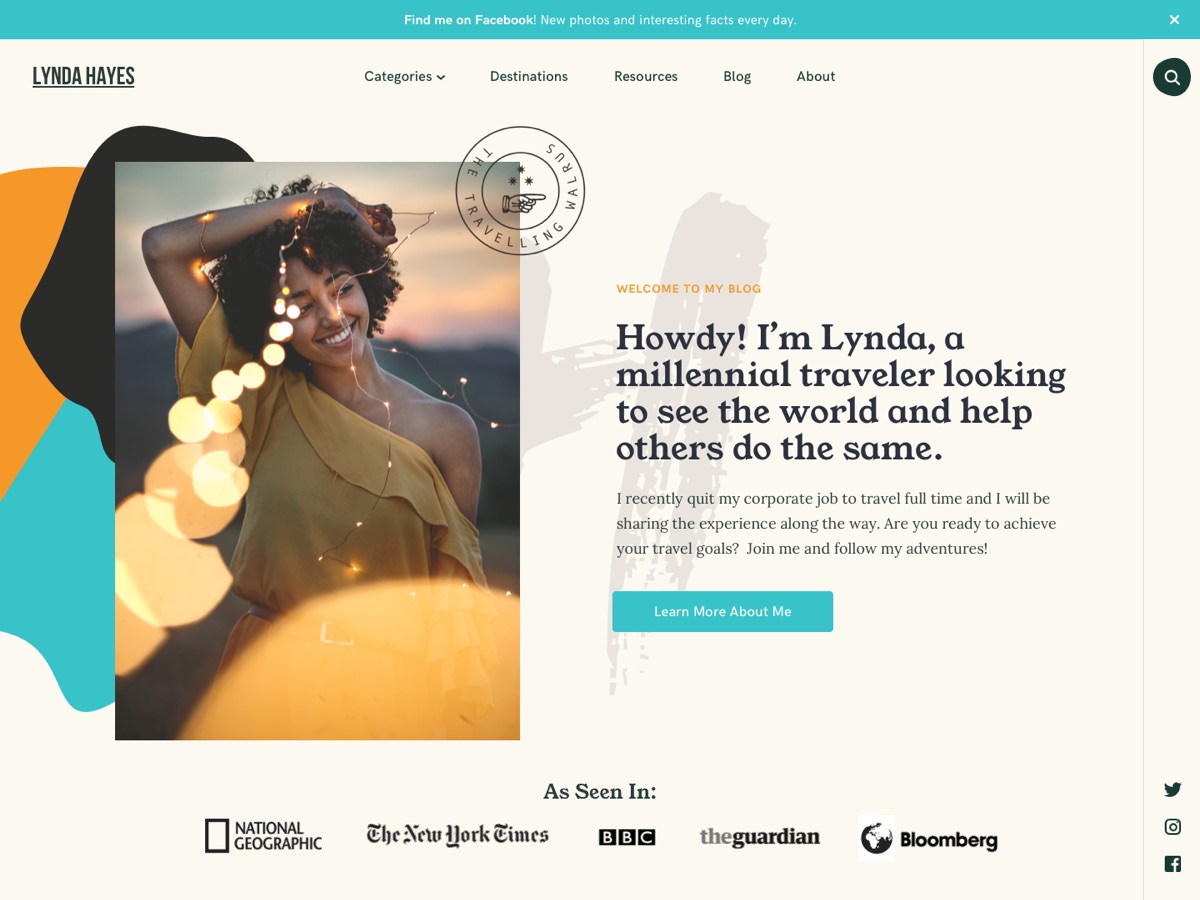 Find me on Facebook! New photos and interesting facts every day.
LYNDA HAYES
Categories
Destinations
Resources
Blog
About
THE TRAVELLING WALRUS
WELCOME TO MY BLOG
Howdy! I’m Lynda, a
millennial traveler looking
to see the world and help
others do the same.
I recently quit my corporate job to travel full time and I will be
sharing the experience along the way. Are you ready to achieve
your travel goals?  Join me and follow my adventures!
Learn More About Me
As Seen In:
NATIONAL
GEOGRAPHIC
The New York Times
BBC
theguardian
Bloomberg